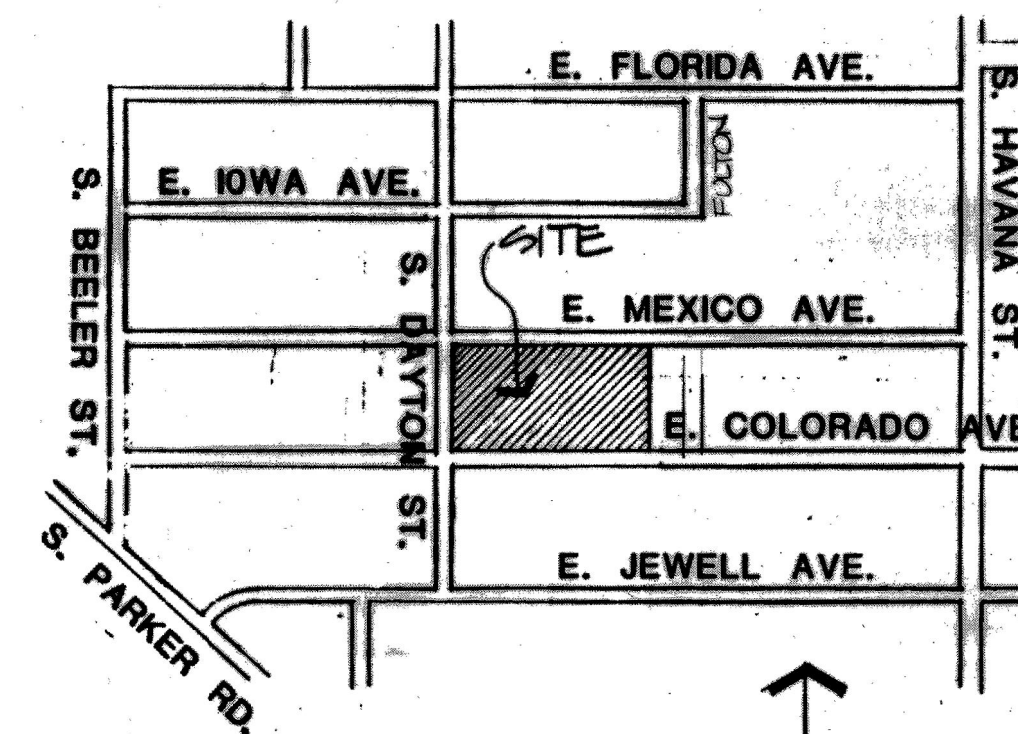 E. FLORIDA AVE.
S. HAVANA ST.
FULTON
E. IOWA AVE.
S. BEELER ST.
SITE
S. DAYTON ST.
E. MEXICO AVE.
E. COLORADO AVE
E. JEWELL AVE.
S. PARKER RD.